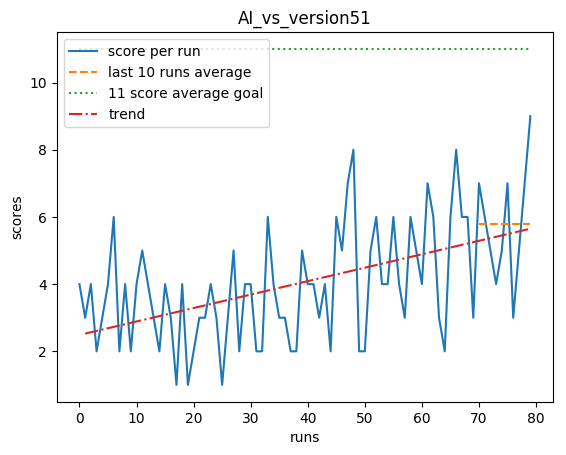 AI_vs_version51
score per run
last 10 runs average
11 score average goal
trend
scores
10
8
6
4
2
0 10 20 30 40 50 60 70 80
runs